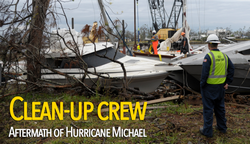 CLEAN-UP CREW
AFTERMATH OF HURRICANE MICHAEL